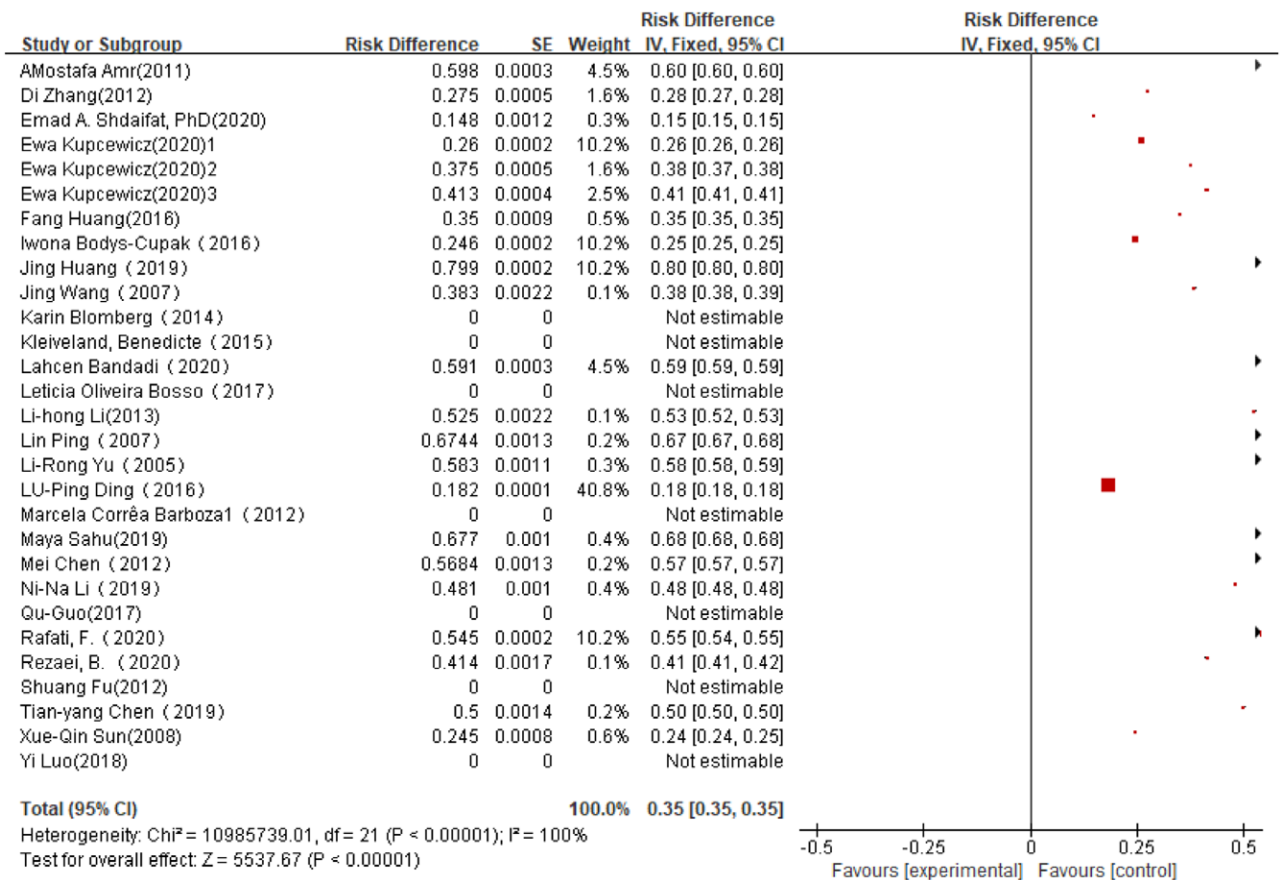 Risk Difference Risk Difference
Study or Subgroup Risk Difference SE Weight IV, Fixed, 95% CI IV, Fixed, 95% CI
AMostafa Amr(2011) 0.598 0.0003 4.5% 0.60 [0.60, 0.60]
Di Zhang(2012) 0.275 0.0005 1.6% 0.28 [0.27, 0.28]
Emad A. Shdaifat, PhD(2020) 0.148 0.0012 0.3% 0.15 [0.15, 0.15]
Ewa Kupcewicz(2020)1 0.26 0.0002 10.2% 0.26 [0.26, 0.26]
Ewa Kupcewicz(2020)2 0.375 0.0005 1.6% 0.38 [0.37, 0.38]
Ewa Kupcewicz(2020)3 0.413 0.0004 2.5% 0.41 [0.41, 0.41]
Fang Huang(2016) 0.35 0.0009 0.5% 0.35 [0.35, 0.35]
Iwona Bodys-Cupak（2016) 0.246 0.0002 10.2% 0.25 [0.25, 0.25]
Jing Huang（2019) 0.799 0.0002 10.2% 0.80 [0.80, 0.80]
Jing Wang（2007) 0.383 0.0022 0.1% 0.38 [0.38, 0.39]
Karin Blomberg（2014) 0 0 Not estimable
Kleiveland, Benedicte（2015) 0 0 Not estimable
Lahcen Bandadi（2020) 0.591 0.0003 4.5% 0.59 [0.59, 0.59]
Leticia Oliveira Bosso（2017) 0 0 Not estimable
Li-hong Li(2013) 0.525 0.0022 0.1% 0.53 [0.52, 0.53]
Lin Ping（2007) 0.6744 0.0013 0.2% 0.67 [0.67, 0.68]
Li-Rong Yu（2005) 0.583 0.0011 0.3% 0.58 [0.58, 0.59]
LU-Ping Ding（2016) 0.182 0.0001 40.8% 0.18 [0.18, 0.18]
Marcela Corrêa Barboza1（2012) 0 0 Not estimable
Maya Sahu(2019) 0.677 0.001 0.4% 0.68 [0.68, 0.68]
Mei Chen（2012) 0.5684 0.0013 0.2% 0.57 [0.57, 0.57]
Ni-Na Li（2019) 0.481 0.001 0.4% 0.48 [0.48, 0.48]
Qu-Guo(2017) 0 0 Not estimable
Rafati, F.（2020) 0.545 0.0002 10.2% 0.55 [0.54, 0.55]
Rezaei, B.（2020) 0.414 0.0017 0.1% 0.41 [0.41, 0.42]
Shuang Fu(2012) 0 0 Not estimable
Tian-yang Chen（2019) 0.5 0.0014 0.2% 0.50 [0.50, 0.50]
Xue-Qin Sun(2008) 0.245 0.0008 0.6% 0.24 [0.24, 0.25]
Yi Luo(2018) 0 0 Not estimable
Total (95% CI) 100.0% 0.35 [0.35, 0.35]
Heterogeneity: Chi² = 10985739.01, df = 21 (P < 0.00001); I² = 100%
Test for overall effect: Z = 5537.67 (P < 0.00001)
-0.5 -0.25 0 0.25 0.5
Favours [experimental] Favours [control]